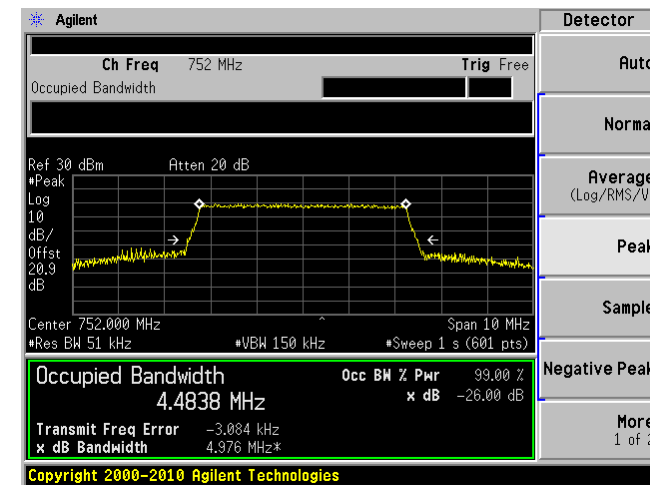 Agilent
Detector
Ch Freq 752 MHz Trig Free
Occupied Bandwidth
Auto
Norma
Average
(Log/RMS/V
Peak
Sample
Negative Peak
More
1 of 2
Ref 30 dBm Atten 20 dB
#Peak
Log
10
dB/
Offst
20.9
dB
Center 752.000 MHz Span 10 MHz
#Res BW 51 kHz #VBW 150 kHz #Sweep 1 s (601 pts)
Occupied Bandwidth Occ BW % Pwr 99.00 %
4.4838 MHz x dB -26.00 dB
Transmit Freq Error -3.084 kHz
x dB Bandwidth 4.976 MHz*
Copyright 2000-2010 Agilent Technologies